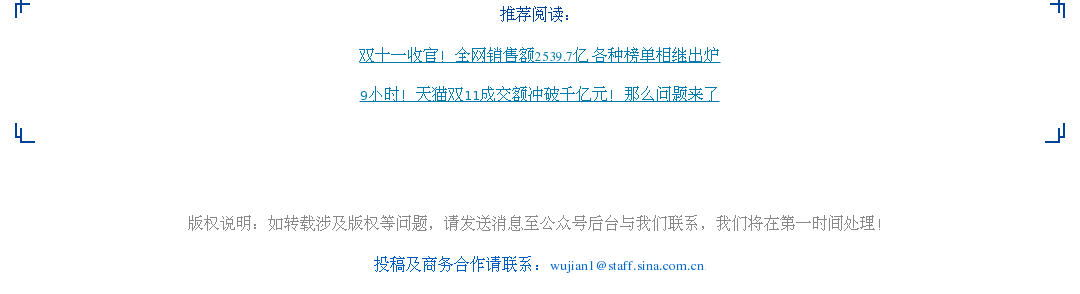 推荐阅读：
双十一收官！全网销售额2539.7亿 各种榜单相继出炉
9小时！天猫双11成交额冲破千亿元！那么问题来了
版权说明：如转载涉及版权等问题，请发送消息至公众号后台与我们联系，我们将在第一时间处理！
投稿及商务合作请联系：wujian1@staff.sina.com.cn